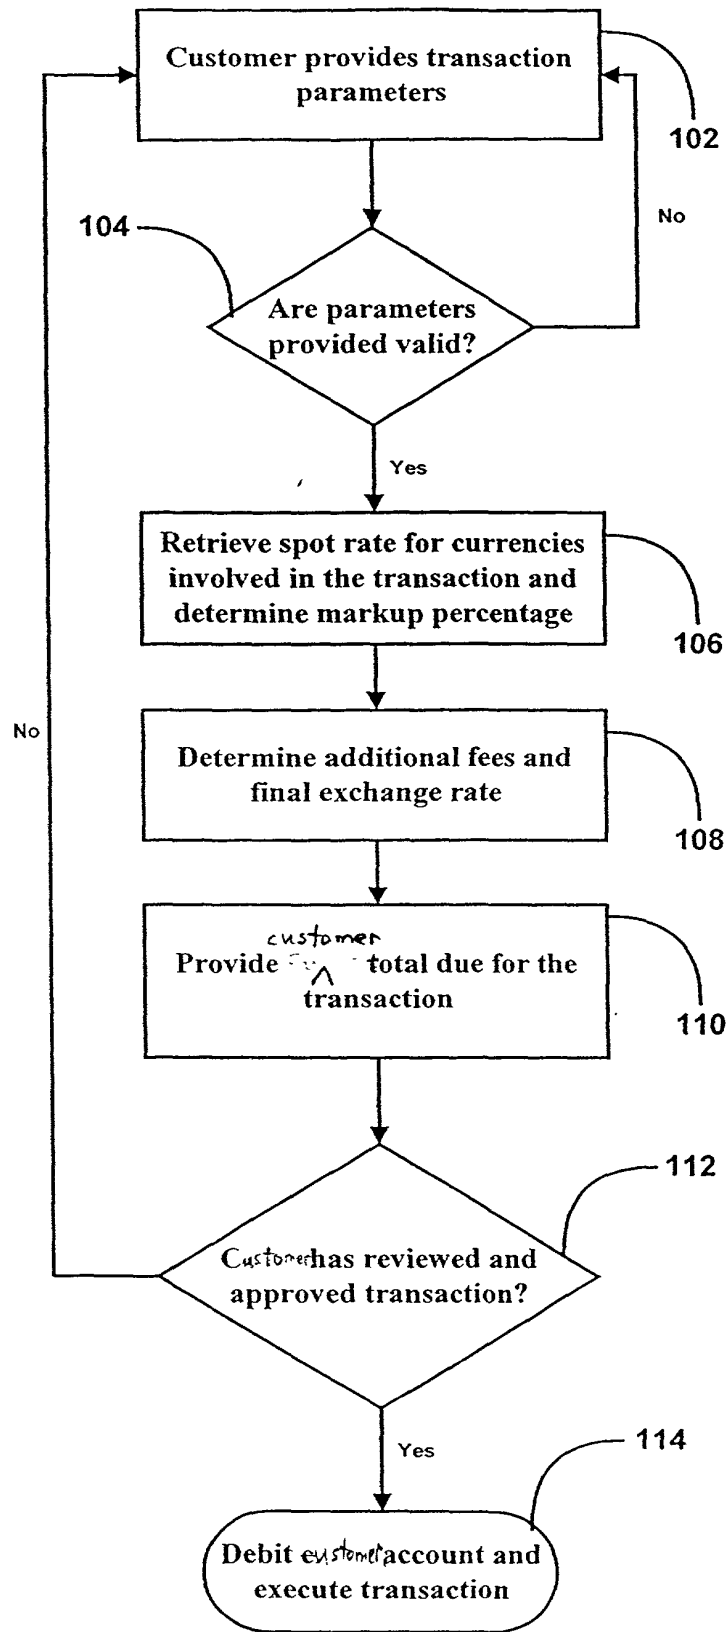 Customer provides transaction
parameters
102
No
104
Are parameters
provided valid?
Yes
Retrieve spot rate for currencies
involved in the transaction and
determine markup percentage
106
No
Determine additional fees and
final exchange rate
108
customer
Provide total due for the
transaction
110
112
Customer has reviewed and
approved transaction?
Yes
114
Debit customer account and
execute transaction